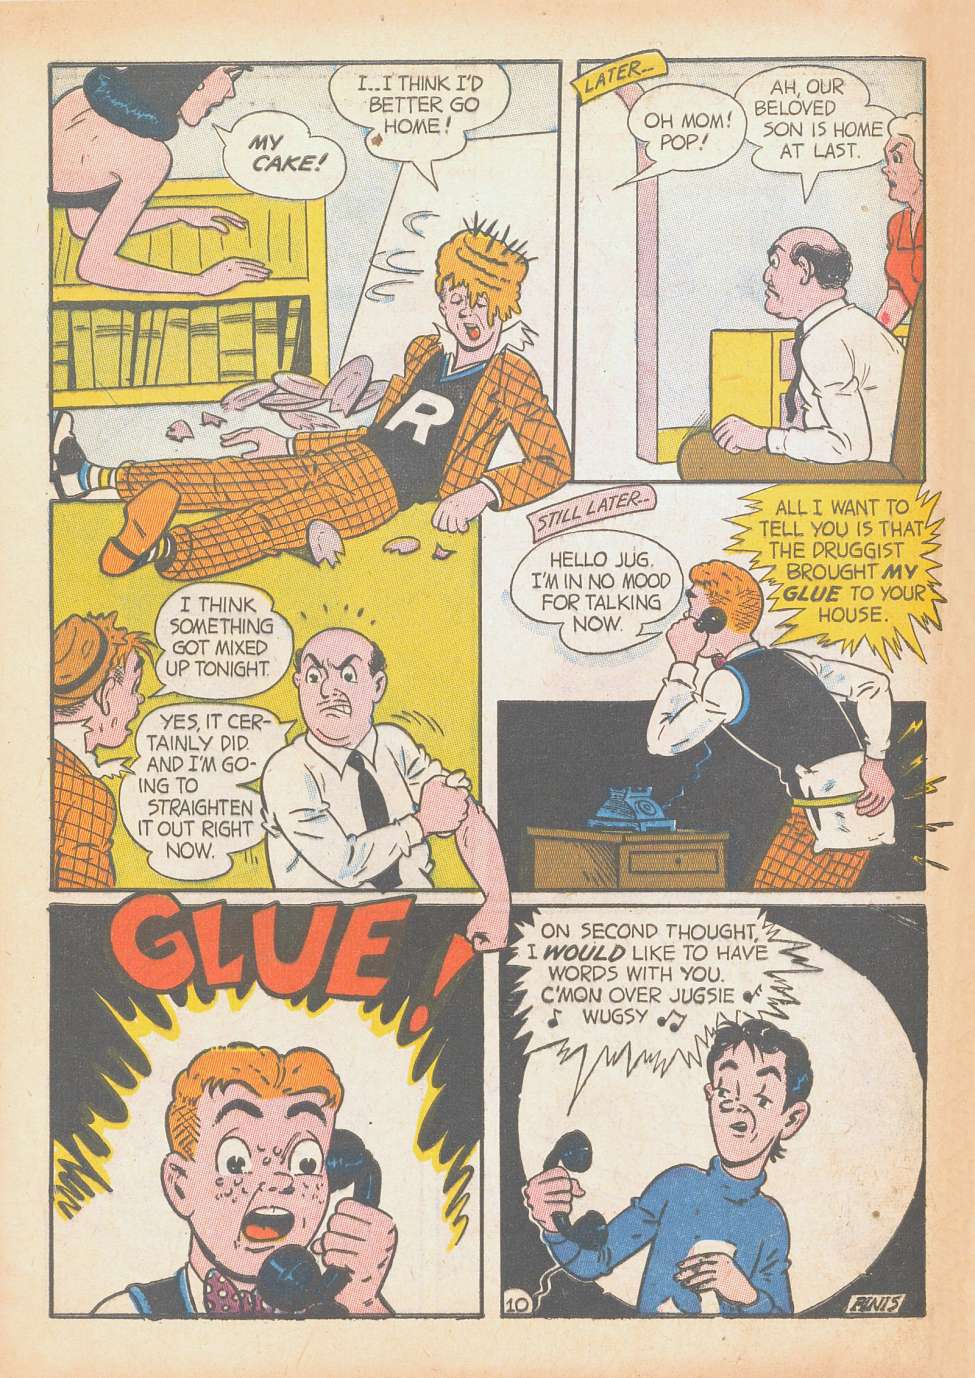 MY
CAKE!
I..I THINK I'D
BETTER GO
HOME!
R
LATER--
OH MOM!
POP!
AH, OUR
BELOVED
SON IS HOME
AT LAST.
I THINK
SOMETHING
GOT MIXED
UP TONIGHT.
YES, IT CER-
TAINLY DID.
AND I'M GO-
ING TO
STRAIGHTEN
IT OUT RIGHT
NOW.
STILL LATER--
HELLO JUG.
I'M IN NO MOOD
FOR TALKING
NOW.
ALL I WANT TO
TELL YOU IS THAT
THE DRUGGIST
BROUGHT MY
GLUE TO YOUR
HOUSE.
GLUE!
ON SECOND THOUGHT,
I WOULD LIKE TO HAVE
WORDS WITH YOU.
C'MON OVER JUGSIE
WUGSY
10
FINIS